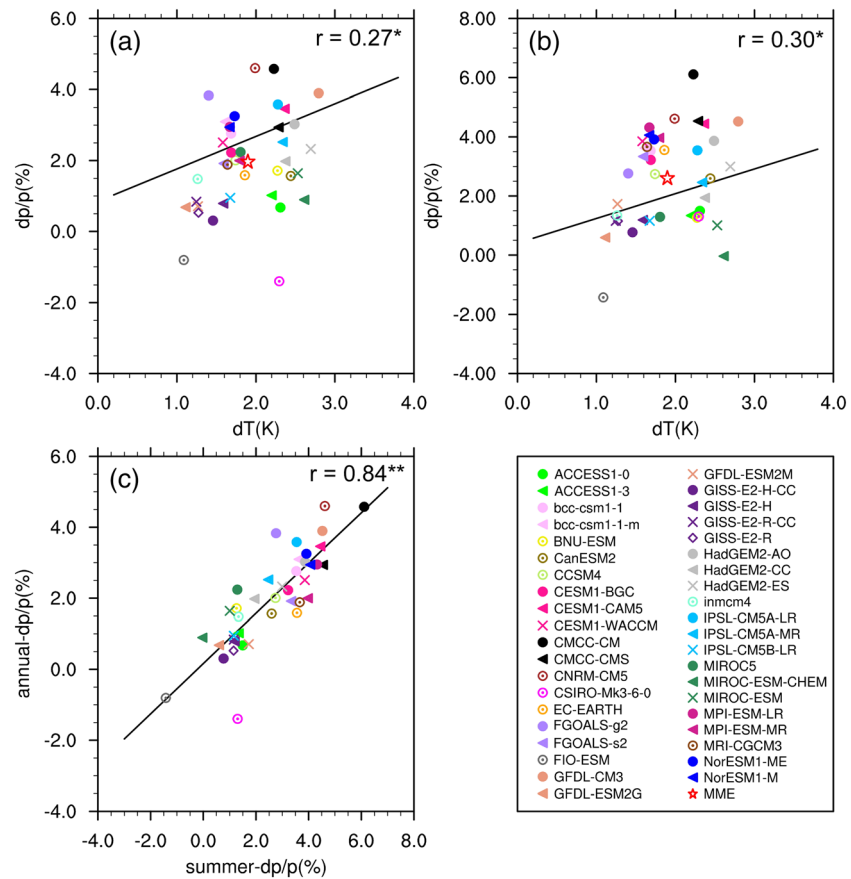 (a)
r = 0.27*
6.0
4.0
2.0
0.0
-2.0
-4.0
dp/p(%)
0.0 1.0 2.0 3.0 4.0
dT(K)
(b)
r = 0.30*
8.00
6.00
4.00
2.00
0.00
-2.00
-4.00
dp/p(%)
0.0 1.0 2.0 3.0 4.0
dT(K)
(c)
r = 0.84**
6.0
4.0
2.0
0.0
-2.0
-4.0
annual-dp/p(%)
-4.0 -2.0 0.0 2.0 4.0 6.0 8.0
summer-dp/p(%)
ACCESS1-0
ACCESS1-3
bcc-csm1-1
bcc-csm1-1-m
BNU-ESM
CanESM2
CCSM4
CESM1-BGC
CESM1-CAM5
CESM1-WACCM
CMCC-CM
CMCC-CMS
CNRM-CM5
CSIRO-Mk3-6-0
EC-EARTH
FGOALS-g2
FGOALS-s2
FIO-ESM
GFDL-CM3
GFDL-ESM2G
GFDL-ESM2M
GISS-E2-H-CC
GISS-E2-H
GISS-E2-R-CC
GISS-E2-R
HadGEM2-AO
HadGEM2-CC
HadGEM2-ES
inmcm4
IPSL-CM5A-LR
IPSL-CM5A-MR
IPSL-CM5B-LR
MIROC5
MIROC-ESM-CHEM
MIROC-ESM
MPI-ESM-LR
MPI-ESM-MR
MRI-CGCM3
NorESM1-ME
NorESM1-M
MME